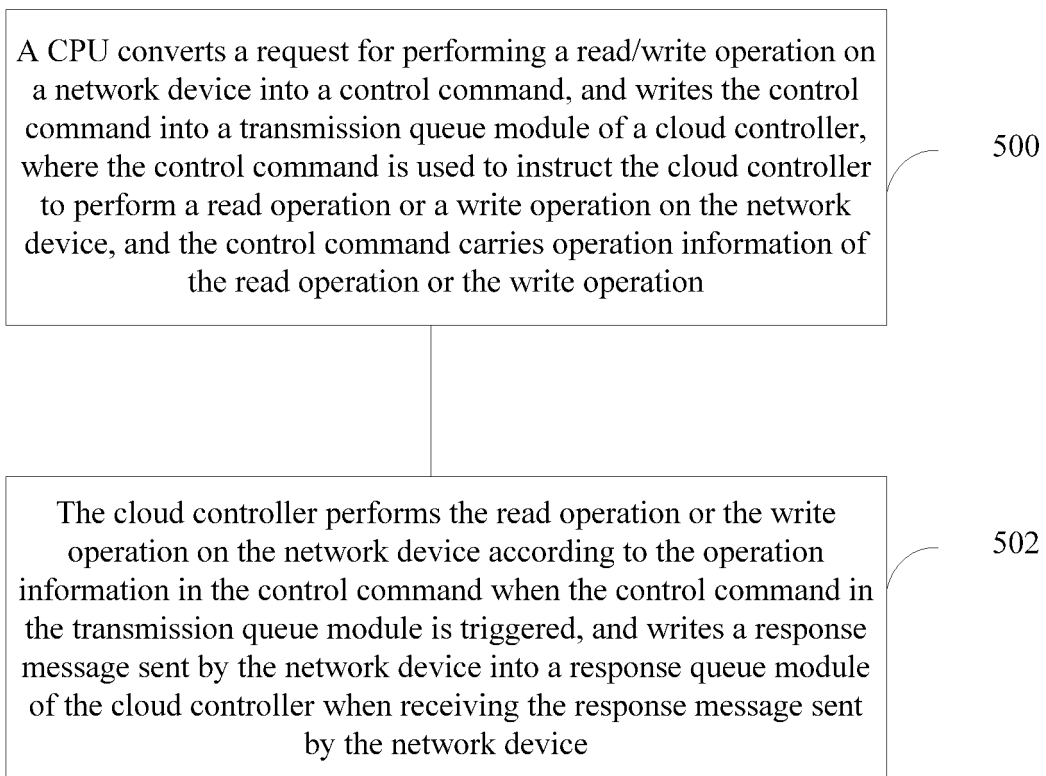 A CPU converts a request for performing a read/write operation on
a network device into a control command, and writes the control
command into a transmission queue module of a cloud controller,
where the control command is used to instruct the cloud controller
to perform a read operation or a write operation on the network
device, and the control command carries operation information of
the read operation or the write operation
500
The cloud controller performs the read operation or the write
operation on the network device according to the operation
information in the control command when the control command in
the transmission queue module is triggered, and writes a response
message sent by the network device into a response queue module
of the cloud controller when receiving the response message sent
by the network device
502